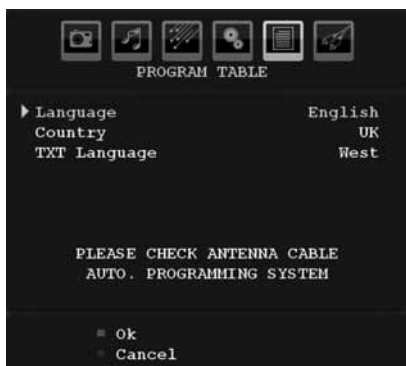 PROGRAM TABLE
Language English
Country UK
TXT Language West
PLEASE CHECK ANTENNA CABLE
AUTO. PROGRAMMING SYSTEM
Ok
Cancel